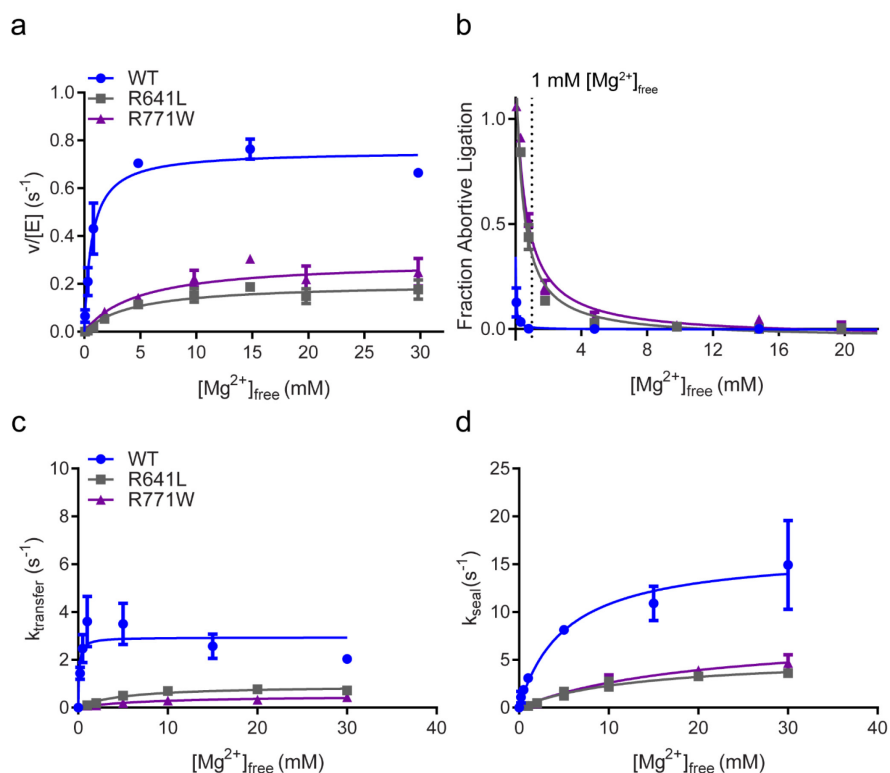 a
WT
R641L
R771W
1.0
0.8
0.6
0.4
0.2
0.0
v/[E] (s⁻¹)
0 5 10 15 20 25 30
[Mg²⁺]free (mM)
b
1 mM [Mg²⁺]free
1.0
0.5
0.0
Fraction Abortive Ligation
4 8 12 16 20
[Mg²⁺]free (mM)
c
WT
R641L
R771W
10
8
6
4
2
0
ktransfer (s⁻¹)
0 10 20 30 40
[Mg²⁺]free (mM)
d
25
20
15
10
5
0
kseal(s⁻¹)
0 10 20 30 40
[Mg²⁺]free (mM)